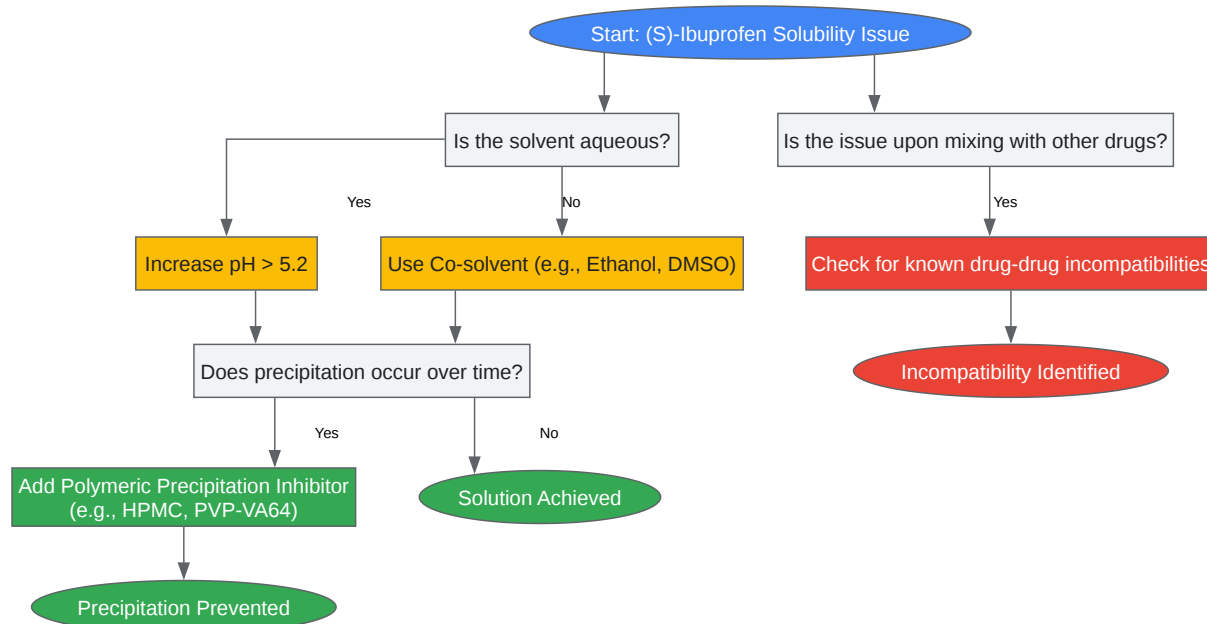 Start: (S)-Ibuprofen Solubility Issue
Is the solvent aqueous?
Is the issue upon mixing with other drugs?
Yes
No
Yes
Increase pH > 5.2
Use Co-solvent (e.g., Ethanol, DMSO)
Check for known drug-drug incompatibilities
Does precipitation occur over time?
Incompatibility Identified
Yes
No
Add Polymeric Precipitation Inhibitor
(e.g., HPMC, PVP-VA64)
Solution Achieved
Precipitation Prevented